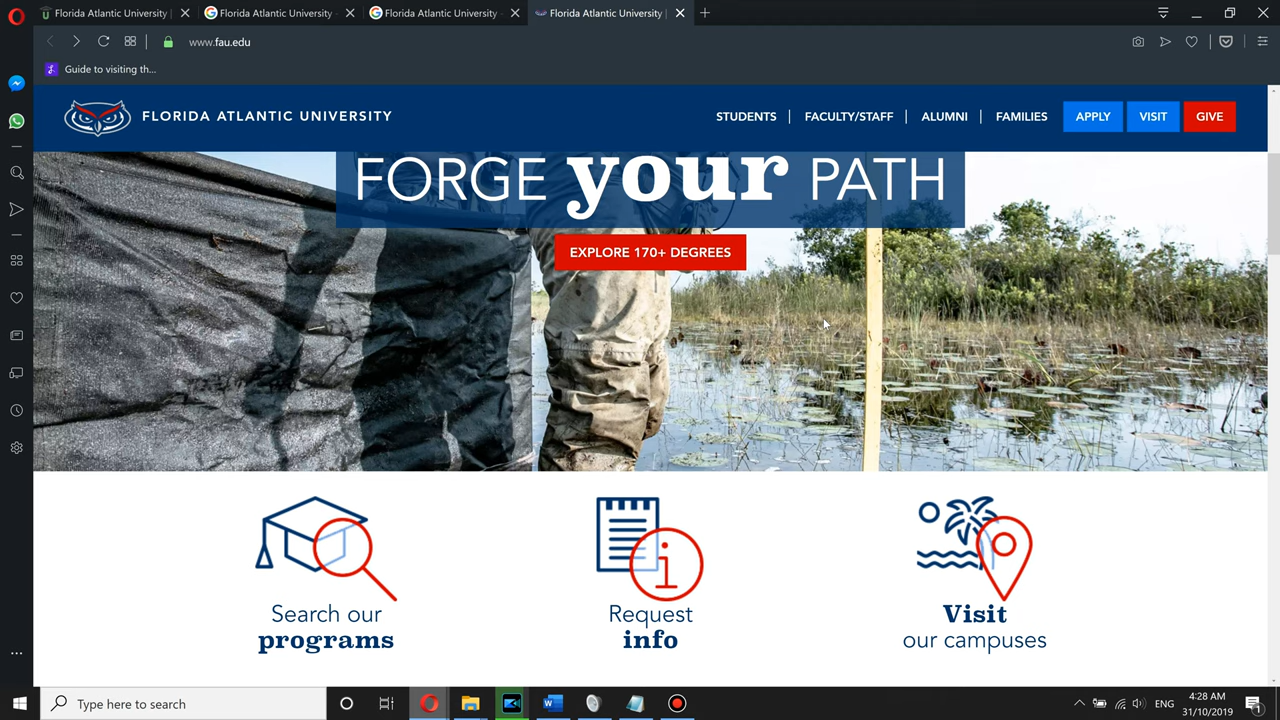 Florida Atlantic University |
Florida Atlantic University -
Florida Atlantic University -
Florida Atlantic University |
www.fau.edu
Guide to visiting th...
FLORIDA ATLANTIC UNIVERSITY
STUDENTS
FACULTY/STAFF
ALUMNI
FAMILIES
APPLY
VISIT
GIVE
FORGE your PATH
EXPLORE 170+ DEGREES
Search our
programs
Request
info
Visit
our campuses
Type here to search
ENG
4:28 AM
31/10/2019
1